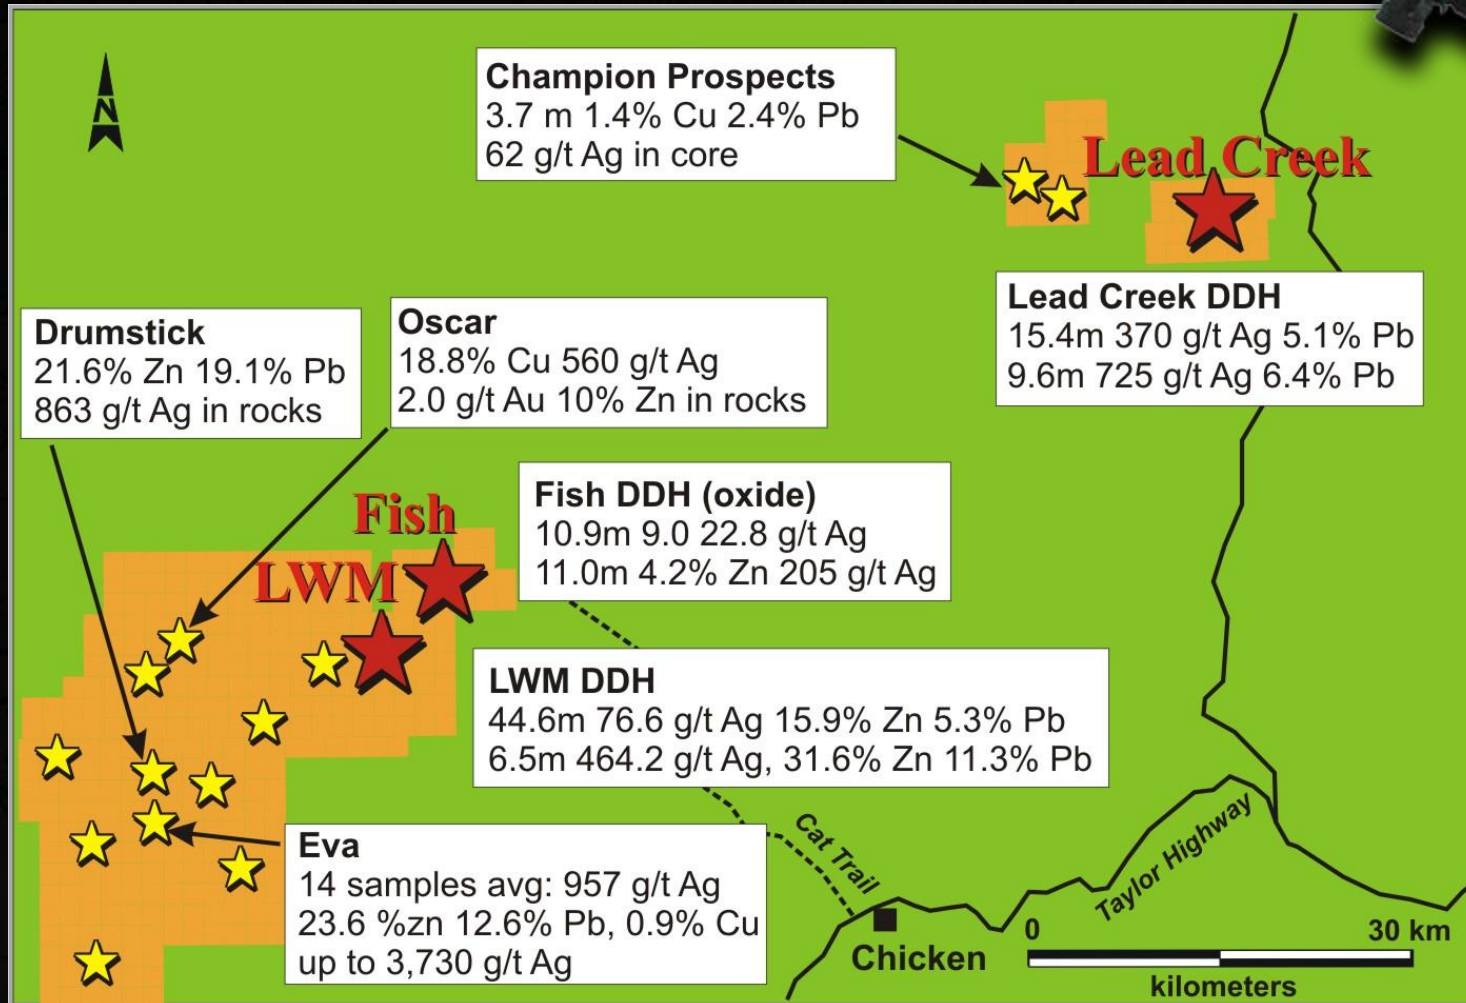 N
Champion Prospects
3.7 m 1.4% Cu 2.4% Pb
62 g/t Ag in core
Lead Creek
Lead Creek DDH
15.4m 370 g/t Ag 5.1% Pb
9.6m 725 g/t Ag 6.4% Pb
Drumstick
21.6% Zn 19.1% Pb
863 g/t Ag in rocks
Oscar
18.8% Cu 560 g/t Ag
2.0 g/t Au 10% Zn in rocks
Fish
LWM
Fish DDH (oxide)
10.9m 9.0 22.8 g/t Ag
11.0m 4.2% Zn 205 g/t Ag
LWM DDH
44.6m 76.6 g/t Ag 15.9% Zn 5.3% Pb
6.5m 464.2 g/t Ag, 31.6% Zn 11.3% Pb
Eva
14 samples avg: 957 g/t Ag
23.6 %zn 12.6% Pb, 0.9% Cu
up to 3,730 g/t Ag
Cat Trail
Chicken
Taylor Highway
0 30 km
kilometers